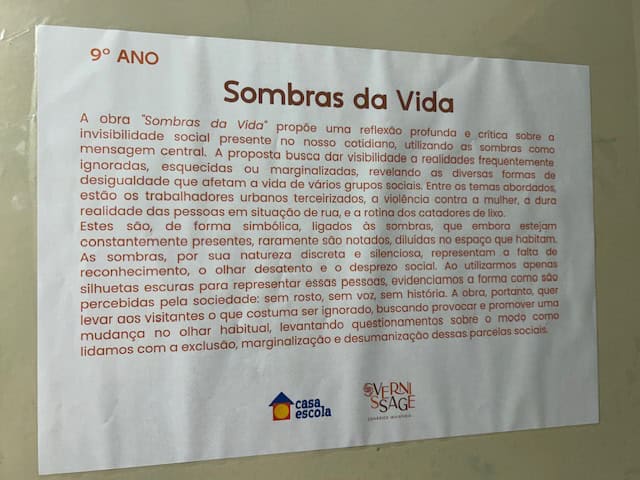 9º ANO
Sombras da Vida
A obra "Sombras da Vida" propõe uma reflexão profunda e crítica sobre a
invisibilidade social presente no nosso cotidiano, utilizando as sombras como
mensagem central. A proposta busca dar visibilidade a realidades frequentemente
ignoradas, esquecidas ou marginalizadas, revelando as diversas formas de
desigualdade que afetam a vida de vários grupos sociais. Entre os temas abordados,
estão os trabalhadores urbanos terceirizados, a violência contra a mulher, a dura
realidade das pessoas em situação de rua, e a rotina dos catadores de lixo.
Estes são, de forma simbólica, ligados às sombras, que embora estejam
constantemente presentes, raramente são notados, diluídas no espaço que habitam.
As sombras, por sua natureza discreta e silenciosa, representam a falta de
reconhecimento, o olhar desatento e o desprezo social. Ao utilizarmos apenas
silhuetas escuras para representar essas pessoas, evidenciamos a forma como são
percebidas pela sociedade: sem rosto, sem voz, sem história. A obra, portanto, quer
levar aos visitantes o que costuma ser ignorado, buscando provocar e promover uma
mudança no olhar habitual, levantando questionamentos sobre o modo como
lidamos com a exclusão, marginalização e desumanização dessas parcelas sociais.
casa
escola
VERNI
SSAGE